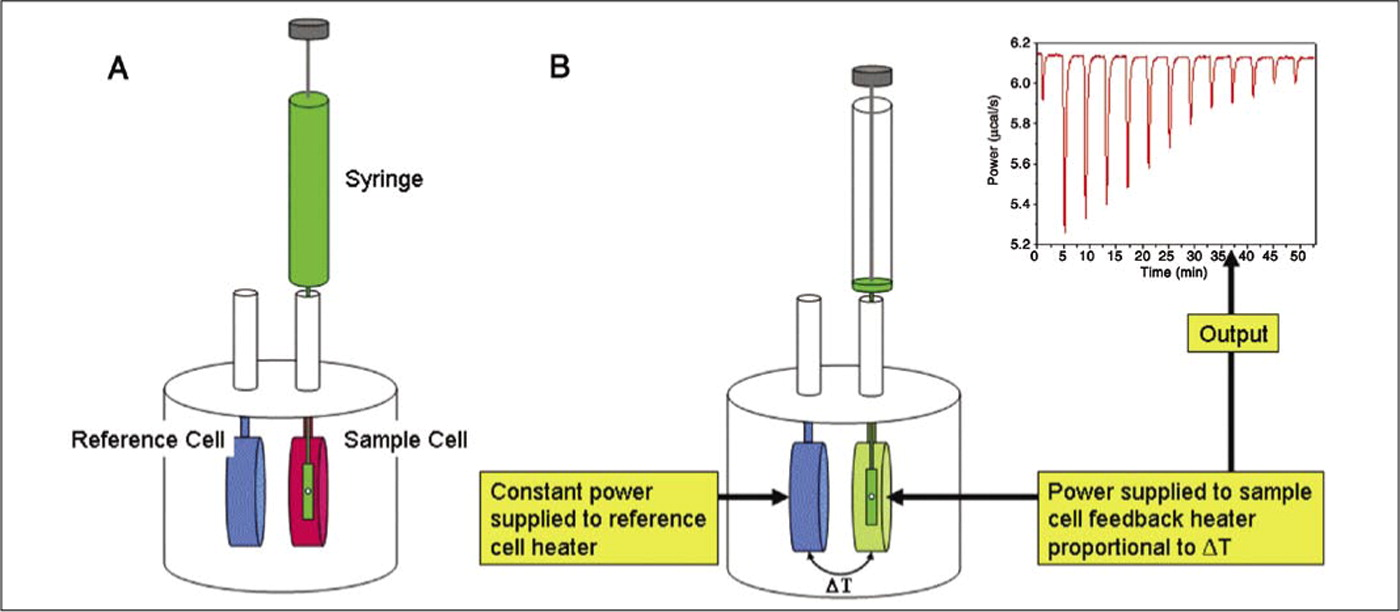 A
Syringe
Reference Cell
Sample Cell
B
Constant power
supplied to reference
cell heater
ΔT
Power supplied to sample
cell feedback heater
proportional to ΔT
Output
Power (µcal/s)
6.2
6.0
5.8
5.6
5.4
5.2
0 5 10 15 20 25 30 35 40 45 50
Time (min)